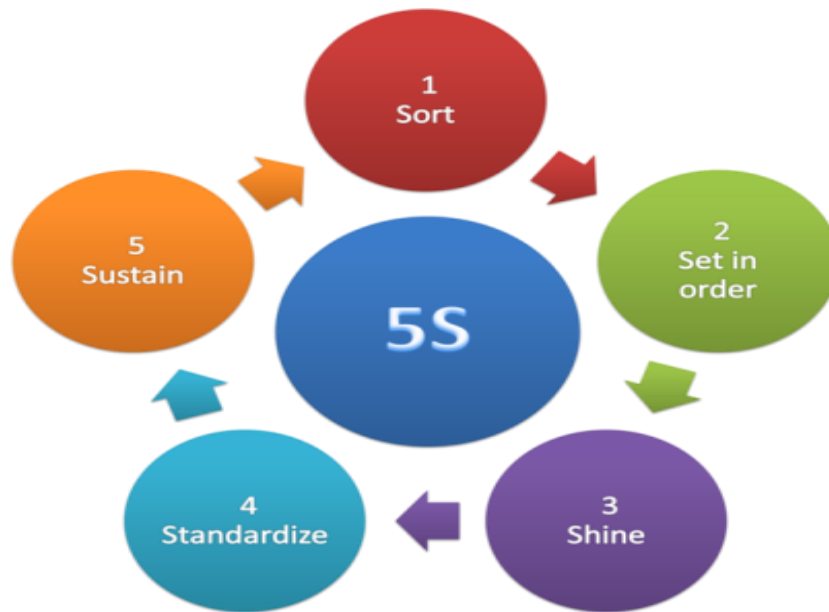 1
Sort
2
Set in
order
3
Shine
4
Standardize
5
Sustain
5S